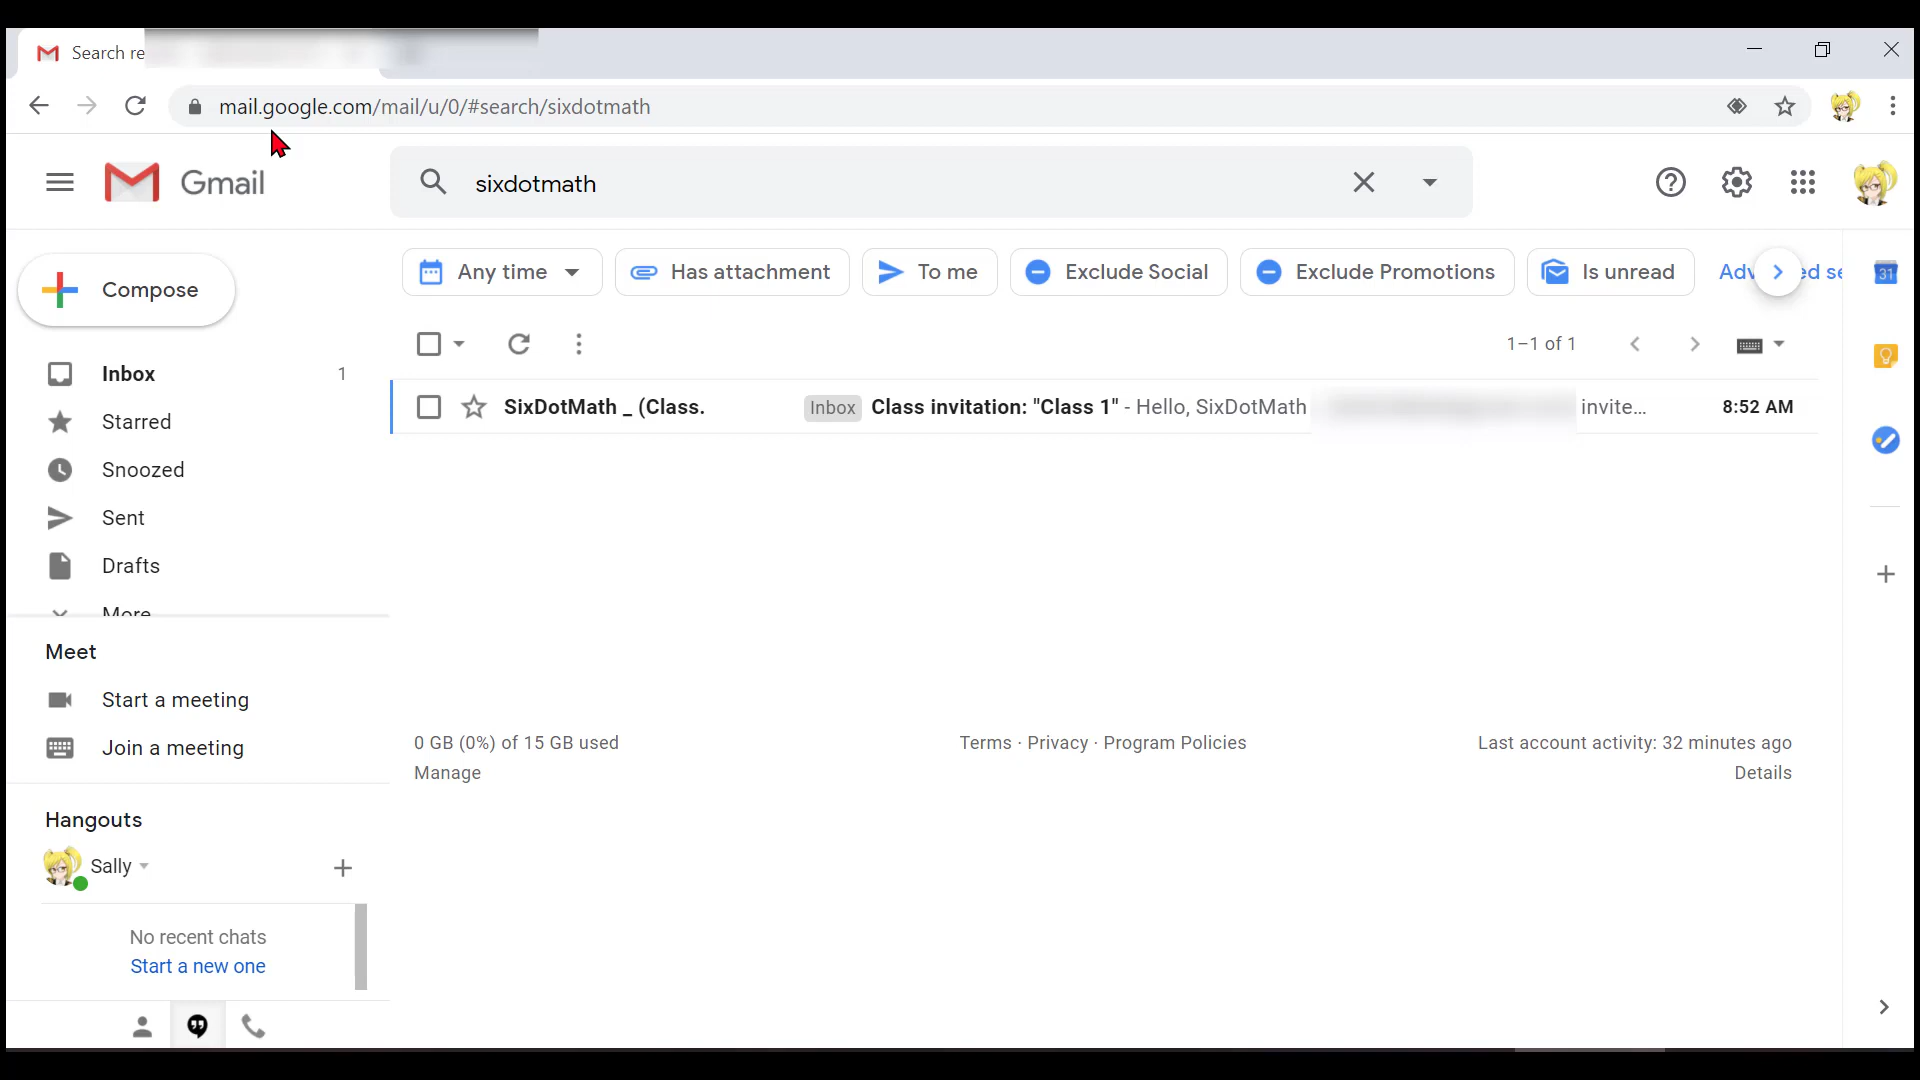 Search re
mail.google.com/mail/u/0/#search/sixdotmath
Gmail
sixdotmath
Compose
Any time
Has attachment
To me
Exclude Social
Exclude Promotions
Is unread
1–1 of 1
Inbox 1
SixDotMath _ (Class. Inbox Class invitation: "Class 1" - Hello, SixDotMath invite... 8:52 AM
Starred
Snoozed
Sent
Drafts
More
Meet
Start a meeting
Join a meeting
0 GB (0%) of 15 GB used
Manage
Terms · Privacy · Program Policies
Last account activity: 32 minutes ago
Details
Hangouts
Sally
No recent chats
Start a new one
31